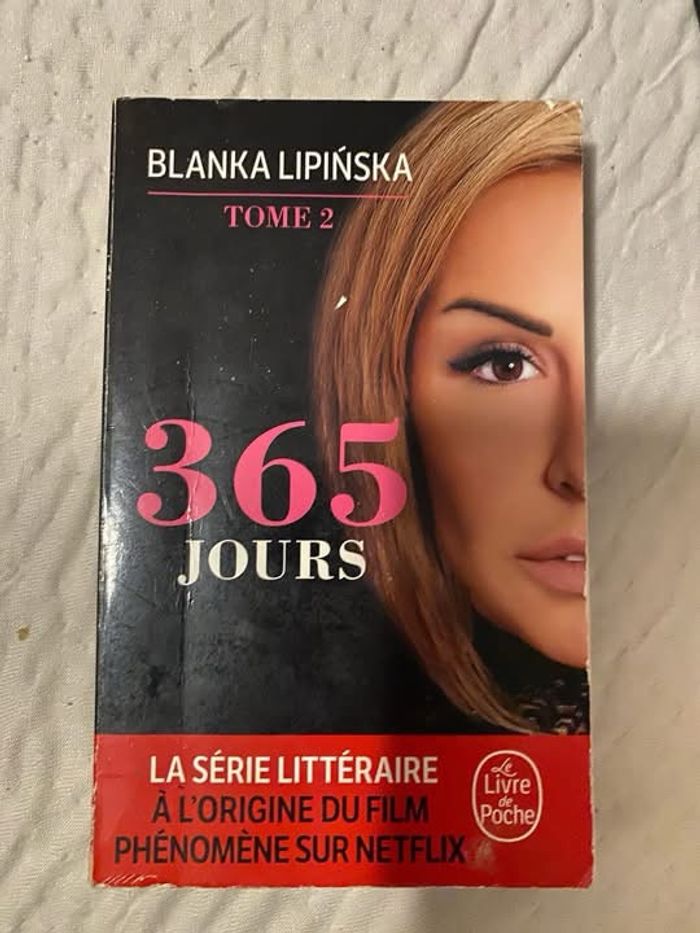 BLANKA LIPIŃSKA
TOME 2
365
JOURS
LA SÉRIE LITTÉRAIRE
À L'ORIGINE DU FILM
PHÉNOMÈNE SUR NETFLIX
Le
Livre
de
Poche